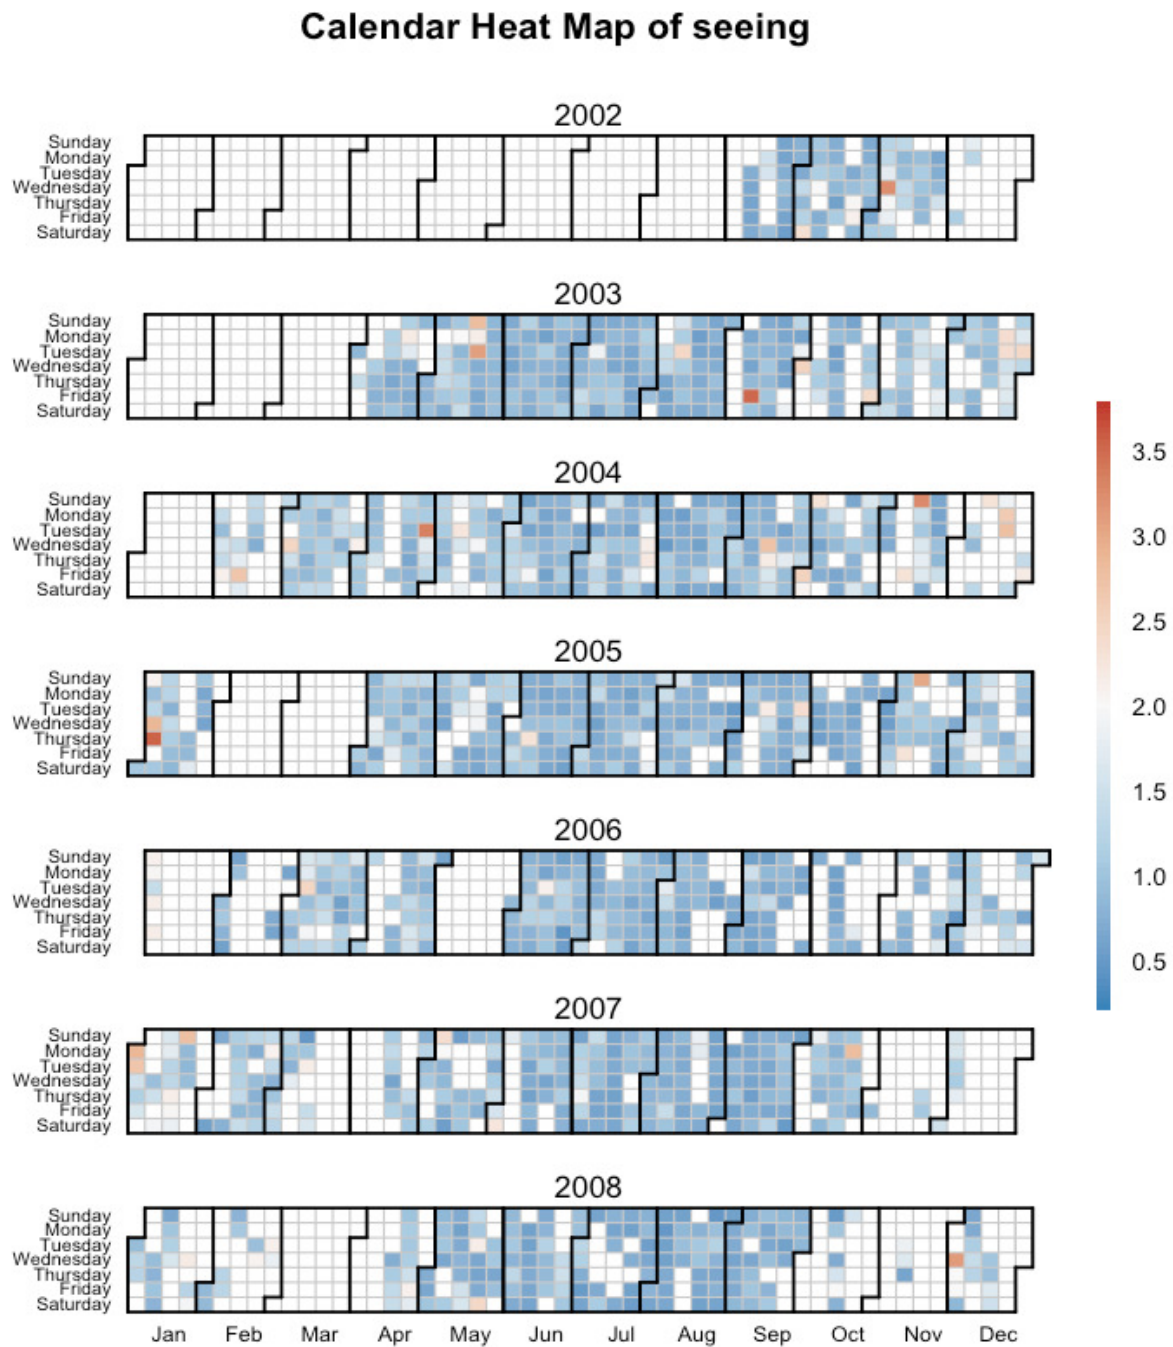 Calendar Heat Map of seeing
2002
Sunday
Monday
Tuesday
Wednesday
Thursday
Friday
Saturday
2003
Sunday
Monday
Tuesday
Wednesday
Thursday
Friday
Saturday
2004
Sunday
Monday
Tuesday
Wednesday
Thursday
Friday
Saturday
2005
Sunday
Monday
Tuesday
Wednesday
Thursday
Friday
Saturday
2006
Sunday
Monday
Tuesday
Wednesday
Thursday
Friday
Saturday
2007
Sunday
Monday
Tuesday
Wednesday
Thursday
Friday
Saturday
2008
Sunday
Monday
Tuesday
Wednesday
Thursday
Friday
Saturday
Jan Feb Mar Apr May Jun Jul Aug Sep Oct Nov Dec
3.5
3.0
2.5
2.0
1.5
1.0
0.5